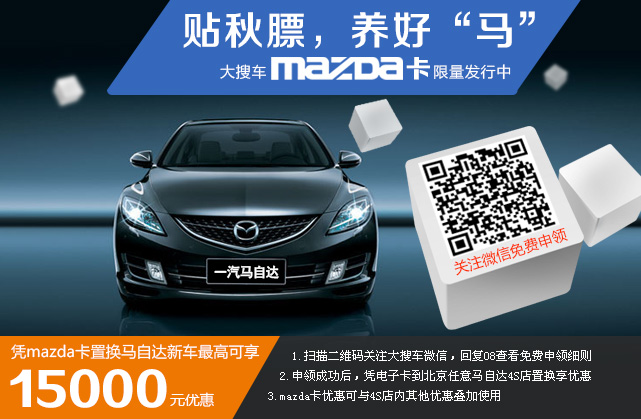 贴秋膘，养好“马”
大搜车 mazda卡 限量发行中
关注微信免费申领
一汽马自达
凭mazda卡置换马自达新车最高可享
15000元优惠
1.扫描二维码关注大搜车微信，回复08查看免费申领细则
2.申领成功后，凭电子卡到北京任意马自达4S店置换享优惠
3.mazda卡优惠可与4S店内其他优惠叠加使用